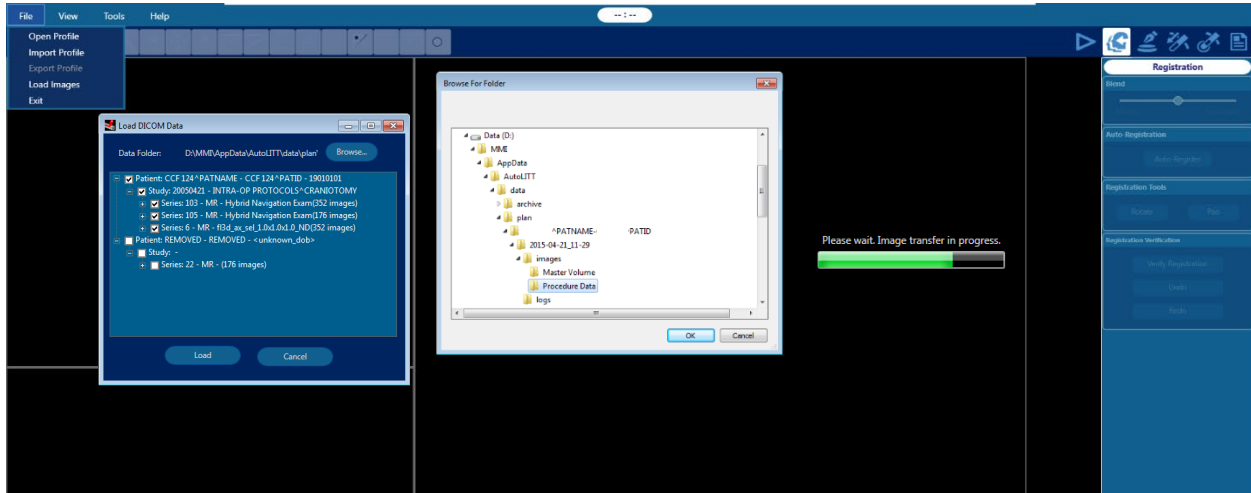 File View Tools Help
--:--
Open Profile
Import Profile
Export Profile
Load Images
Exit
Load DICOM Data
Data Folder: D:\MMI\AppData\AutoLITT\data\plan' Browse...
Patient: CCF124^PATNAME - CCF124^PATID - 19010101
Study: 20050421 - INTRA-OP PROTOCOLS^CRANIOTOMY
Series: 103 - MR - Hybrid Navigation Exam(352 images)
Series: 105 - MR - Hybrid Navigation Exam(176 images)
Series: 6 - MR - fl3d_ax_sel_1.0x1.0x1.0_ND(352 images)
Patient: REMOVED - REMOVED - <unknown_dob>
Study: -
Series: 22 - MR - (176 images)
Load Cancel
Browse For Folder
Data (D:)
MMI
AppData
AutoLITT
data
archive
plan
^PATNAME- ^PATID
2015-04-21_11-29
images
Master Volume
Procedure Data
logs
OK Cancel
Please wait. Image transfer in progress.
Registration
Blend
Auto-Registration
Auto-Register
Registration Tools
Rotate Pan
Registration Verification
Verify Registration
Undo
Redo